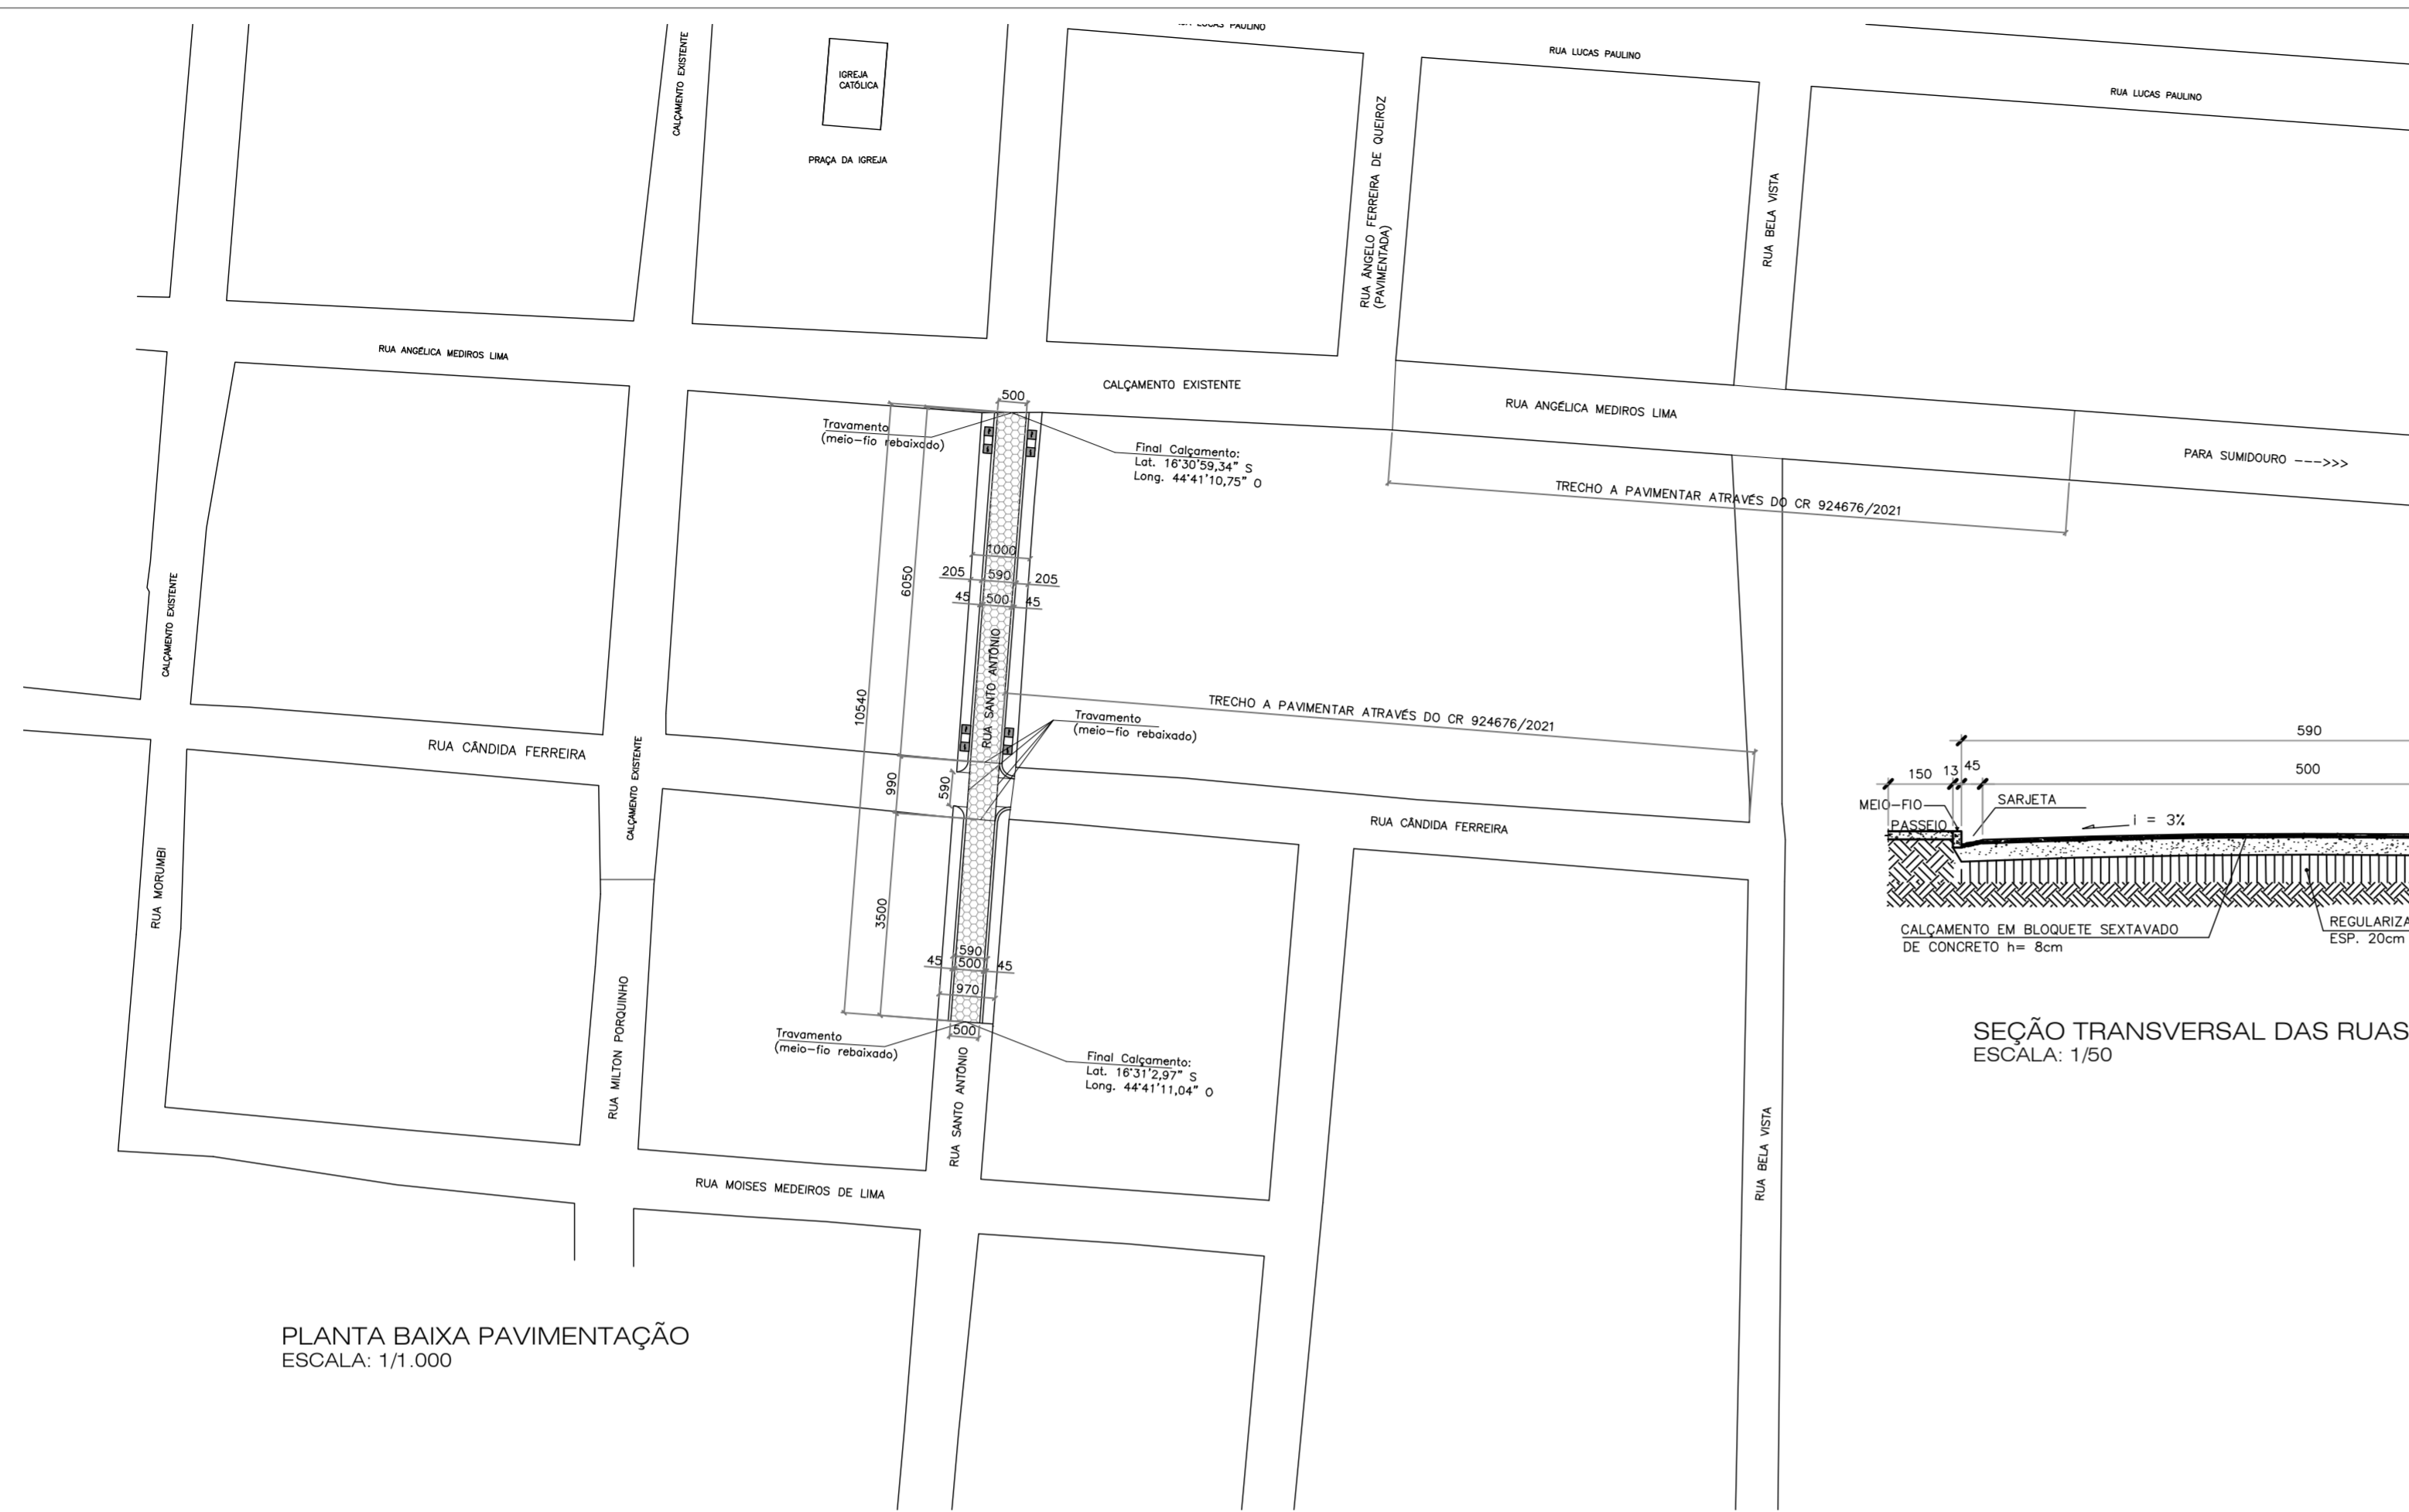 RUA LUCAS PAULINO
RUA LUCAS PAULINO
RUA LUCAS PAULINO
CALÇAMENTO EXISTENTE
IGREJA
CATÓLICA
PRAÇA DA IGREJA
RUA ÂNGELO FERREIRA DE QUEIROZ
(PAVIMENTADA)
RUA BELA VISTA
RUA ANGÉLICA MEDIROS LIMA
CALÇAMENTO EXISTENTE
RUA ANGÉLICA MEDIROS LIMA
PARA SUMIDOURO --->>>
500
Travamento
(meio-fio rebaixado)
Final Calçamento:
Lat. 16°30'59,34" S
Long. 44°41'10,75" O
TRECHO A PAVIMENTAR ATRAVÉS DO CR 924676/2021
1000
205
590
205
45
500
45
6050
10540
CALÇAMENTO EXISTENTE
RUA SANTO ANTÔNIO
TRECHO A PAVIMENTAR ATRAVÉS DO CR 924676/2021
Travamento
(meio-fio rebaixado)
RUA CÂNDIDA FERREIRA
CALÇAMENTO EXISTENTE
990
590
RUA CÂNDIDA FERREIRA
RUA MORUMBI
3500
590
45
500
45
970
500
Travamento
(meio-fio rebaixado)
Final Calçamento:
Lat. 16°31'2,97" S
Long. 44°41'11,04" O
RUA MILTON PORQUINHO
RUA SANTO ANTÔNIO
RUA BELA VISTA
RUA MOISES MEDEIROS DE LIMA
PLANTA BAIXA PAVIMENTAÇÃO
ESCALA: 1/1.000
590
150
13
45
500
MEIO-FIO
SARJETA
PASSEIO
i = 3%
CALÇAMENTO EM BLOQUETE SEXTAVADO
DE CONCRETO h= 8cm
REGULARIZA
ESP. 20cm
SEÇÃO TRANSVERSAL DAS RUAS
ESCALA: 1/50